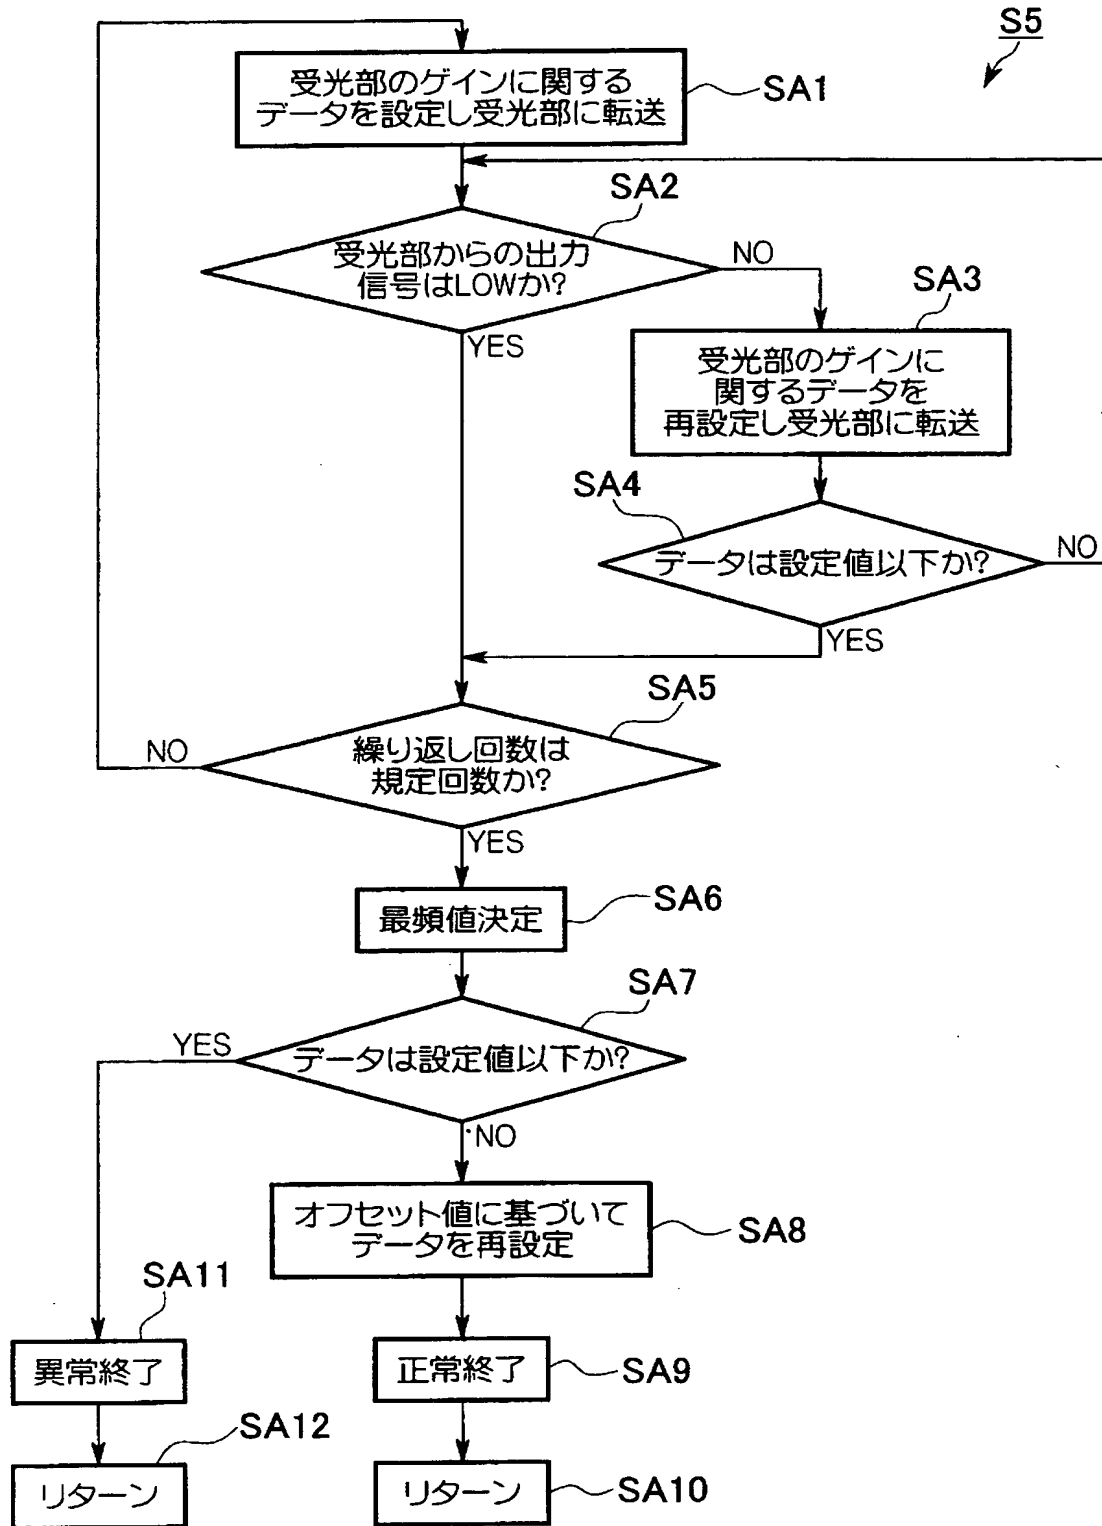 S5
受光部のゲインに関する
データを設定し受光部に転送
SA1
SA2
受光部からの出力
信号はLOWか?
NO
YES
SA3
受光部のゲインに
関するデータを
再設定し受光部に転送
SA4
データは設定値以下か?
NO
YES
SA5
繰り返し回数は
規定回数か?
NO
YES
最頻値決定
SA6
SA7
データは設定値以下か?
YES
NO
オフセット値に基づいて
データを再設定
SA8
SA11
異常終了
正常終了
SA9
SA12
リターン
リターン
SA10